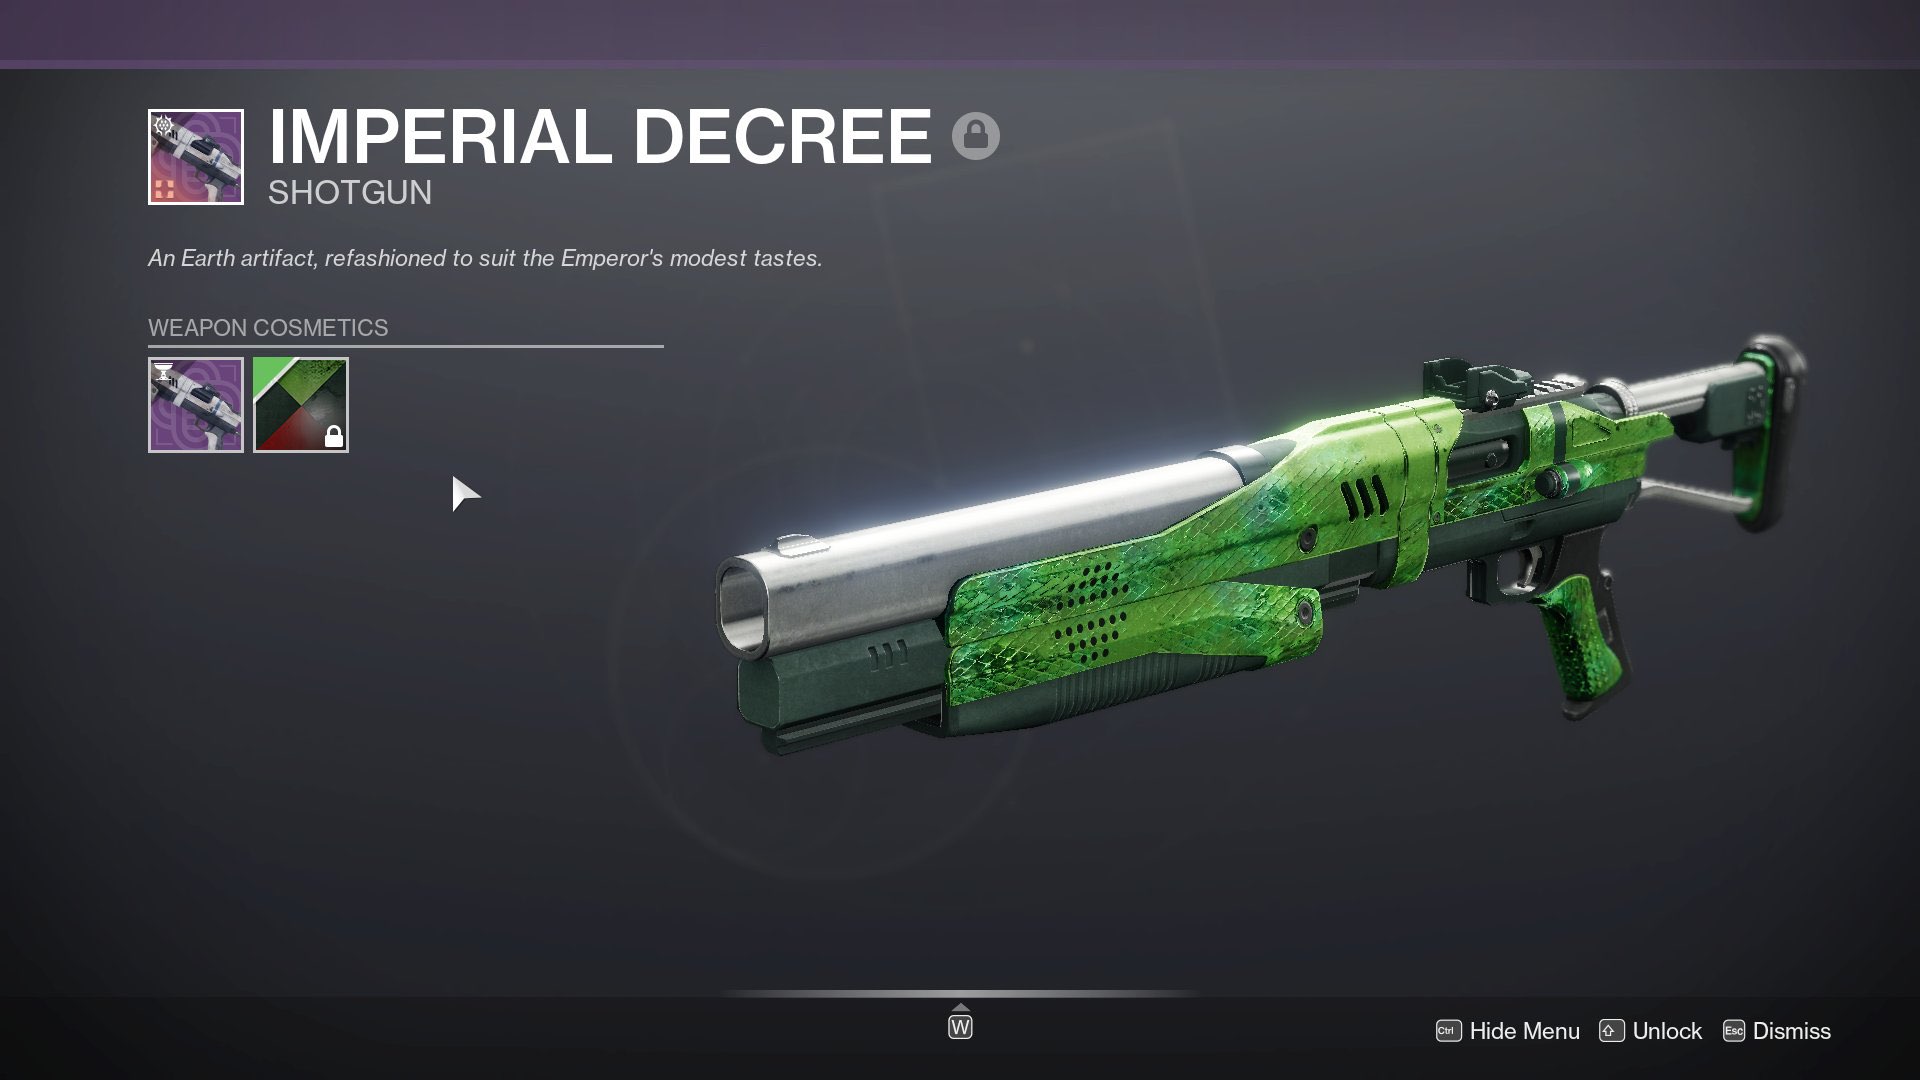 IMPERIAL DECREE
SHOTGUN
An Earth artifact, refashioned to suit the Emperor's modest tastes.
WEAPON COSMETICS
W
Ctrl Hide Menu Unlock Esc Dismiss